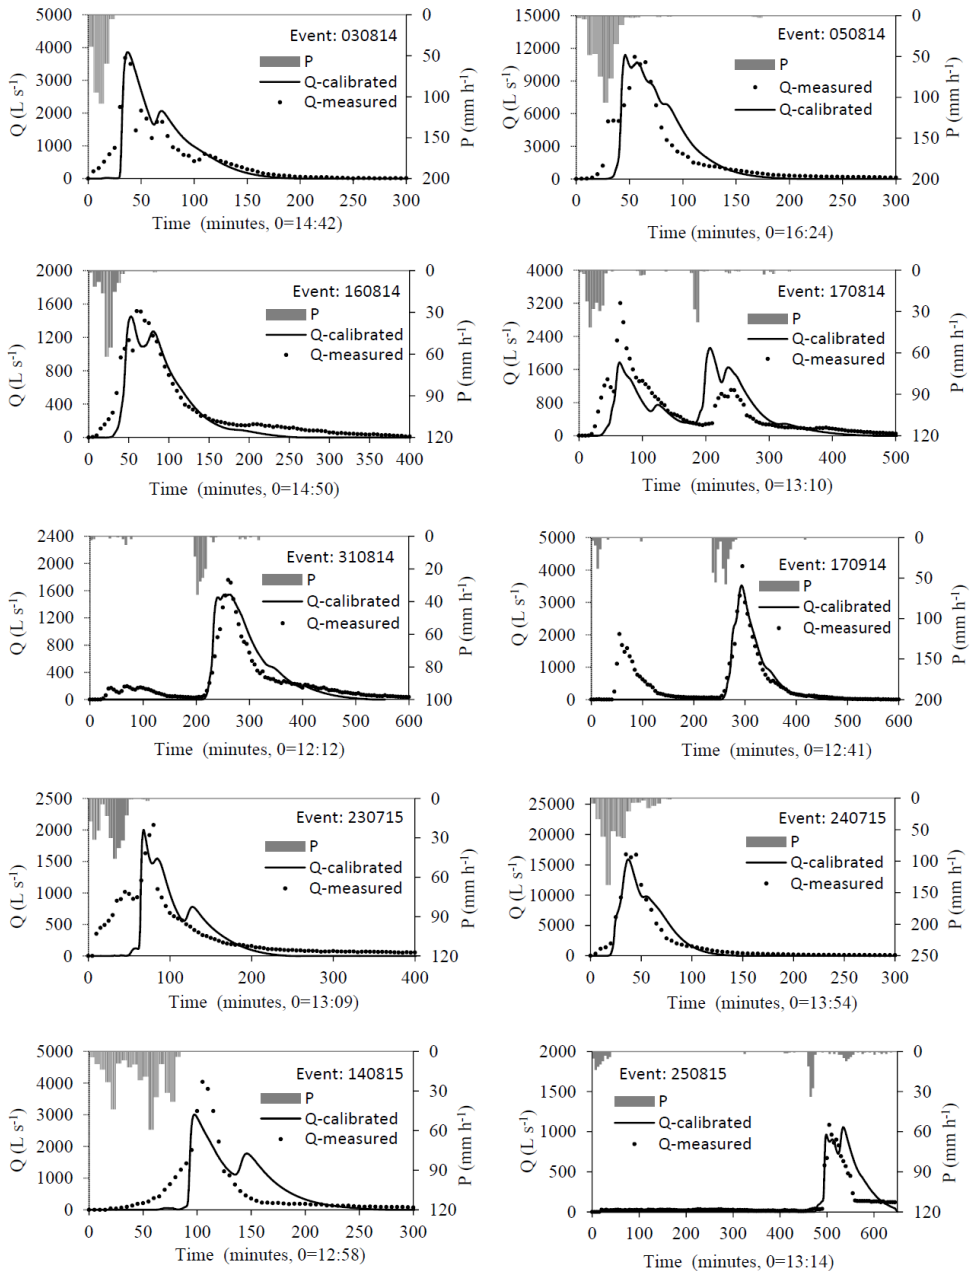 Event: 030814
P
Q-calibrated
Q-measured
Q (L s⁻¹)
5000
4000
3000
2000
1000
0
0
50
100
150
200
P (mm h⁻¹)
0 50 100 150 200 250 300
Time (minutes, 0=14:42)
Event: 050814
P
Q-measured
Q-calibrated
Q (L s⁻¹)
15000
12000
9000
6000
3000
0
0
50
100
150
200
P (mm h⁻¹)
0 50 100 150 200 250 300
Time (minutes, 0=16:24)
Event: 160814
P
Q-calibrated
Q-measured
Q (L s⁻¹)
2000
1600
1200
800
400
0
0
30
60
90
120
P (mm h⁻¹)
0 50 100 150 200 250 300 350 400
Time (minutes, 0=14:50)
Event: 170814
P
Q-calibrated
Q-measured
Q (L s⁻¹)
4000
3200
2400
1600
800
0
0
30
60
90
120
P (mm h⁻¹)
0 100 200 300 400 500
Time (minutes, 0=13:10)
Event: 310814
P
Q-calibrated
Q-measured
Q (L s⁻¹)
2400
2000
1600
1200
800
400
0
0
20
40
60
80
100
P (mm h⁻¹)
0 100 200 300 400 500 600
Time (minutes, 0=12:12)
Event: 170914
P
Q-calibrated
Q-measured
Q (L s⁻¹)
5000
4000
3000
2000
1000
0
0
50
100
150
200
P (mm h⁻¹)
0 100 200 300 400 500 600
Time (minutes, 0=12:41)
Event: 230715
P
Q-calibrated
Q-measured
Q (L s⁻¹)
2500
2000
1500
1000
500
0
0
30
60
90
120
P (mm h⁻¹)
0 100 200 300 400
Time (minutes, 0=13:09)
Event: 240715
P
Q-calibrated
Q-measured
Q (L s⁻¹)
25000
20000
15000
10000
5000
0
0
50
100
150
200
250
P (mm h⁻¹)
0 50 100 150 200 250 300
Time (minutes, 0=13:54)
Event: 140815
P
Q-calibrated
Q-measured
Q (L s⁻¹)
5000
4000
3000
2000
1000
0
0
30
60
90
120
P (mm h⁻¹)
0 50 100 150 200 250 300
Time (minutes, 0=12:58)
Event: 250815
P
Q-calibrated
Q-measured
Q (L s⁻¹)
2000
1500
1000
500
0
0
30
60
90
120
P (mm h⁻¹)
0 100 200 300 400 500 600
Time (minutes, 0=13:14)